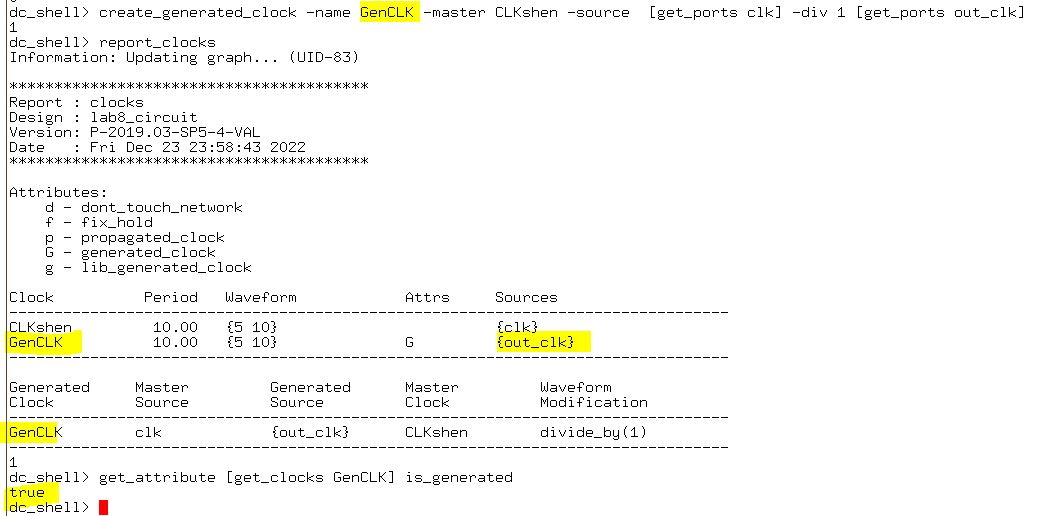 dc_shell> create_generated_clock -name GenCLK -master CLKshen -source  [get_ports clk] -div 1 [get_ports out_clk]
1
dc_shell> report_clocks
Information: Updating graph... (UID-83)
****************************************
Report : clocks
Design : lab8_circuit
Version: P-2019.03-SP5-4-VAL
Date   : Fri Dec 23 23:58:43 2022
****************************************
Attributes:
    d - dont_touch_network
    f - fix_hold
    p - propagated_clock
    G - generated_clock
    g - lib_generated_clock
Clock          Period   Waveform            Attrs     Sources
--------------------------------------------------------------------------------
CLKshen         10.00   {5 10}                        {clk}
GenCLK          10.00   {5 10}              G         {out_clk}
--------------------------------------------------------------------------------
Generated     Master         Generated      Master         Waveform
Clock         Source         Source         Clock          Modification
--------------------------------------------------------------------------------
GenCLK        clk            {out_clk}      CLKshen        divide_by(1)
--------------------------------------------------------------------------------
1
dc_shell> get_attribute [get_clocks GenCLK] is_generated
true
dc_shell>